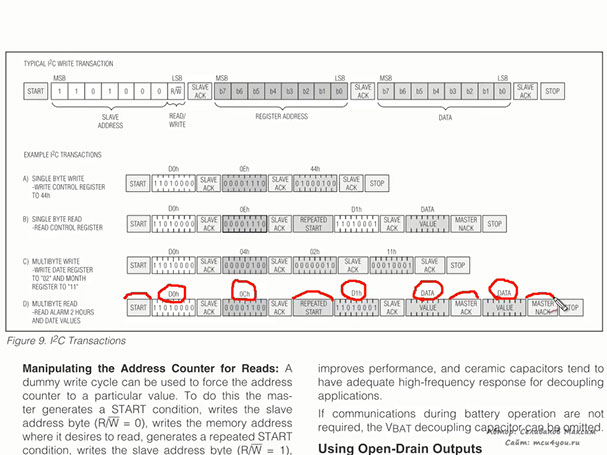 TYPICAL I²C WRITE TRANSACTION
MSB LSB MSB LSB MSB LSB
START 1 1 0 1 0 0 0 R/W SLAVE ACK b7 b6 b5 b4 b3 b2 b1 b0 SLAVE ACK b7 b6 b5 b4 b3 b2 b1 b0 SLAVE ACK STOP
SLAVE ADDRESS READ/WRITE REGISTER ADDRESS DATA
EXAMPLE I²C TRANSACTIONS
D0h 0Eh 44h
A) SINGLE BYTE WRITE
-WRITE CONTROL REGISTER
TO 44h
START 11010000 SLAVE ACK 00001110 SLAVE ACK 01000100 SLAVE ACK STOP
D0h 0Eh D1h DATA
B) SINGLE BYTE READ
-READ CONTROL REGISTER
START 11010000 SLAVE ACK 00001110 SLAVE ACK REPEATED START 11010001 SLAVE ACK VALUE MASTER NACK STOP
D0h 04h 02h 11h
C) MULTIBYTE WRITE
-WRITE DATE REGISTER
TO "02" AND MONTH
REGISTER TO "11"
START 11010000 SLAVE ACK 00000100 SLAVE ACK 00000010 SLAVE ACK 00010001 SLAVE ACK STOP
D0h 0Ch D1h DATA DATA
D) MULTIBYTE READ
-READ ALARM 2 HOURS
AND DATE VALUES
START 11010000 SLAVE ACK 00001100 SLAVE ACK REPEATED START 11010001 SLAVE ACK VALUE MASTER ACK VALUE MASTER NACK STOP
Figure 9. I²C Transactions
Manipulating the Address Counter for Reads: A
dummy write cycle can be used to force the address
counter to a particular value. To do this the mas-
ter generates a START condition, writes the slave
address byte (R/W = 0), writes the memory address
where it desires to read, generates a repeated START
condition, writes the slave address byte (R/W = 1),
improves performance, and ceramic capacitors tend to
have adequate high-frequency response for decoupling
applications.
If communications during battery operation are not
required, the VBAT decoupling capacitor can be omitted.
Using Open-Drain Outputs
Автор: Селиванов Максим
Сайт: mcu4you.ru